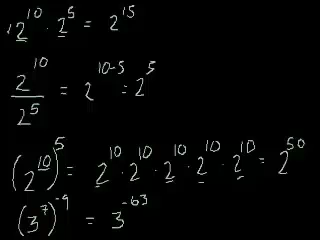 2^10 · 2^5 = 2^15
2^10 / 2^5 = 2^(10-5) = 2^5
(2^10)^5 = 2^10 · 2^10 · 2^10 · 2^10 · 2^10 = 2^50
(3^7)^-9 = 3^-63